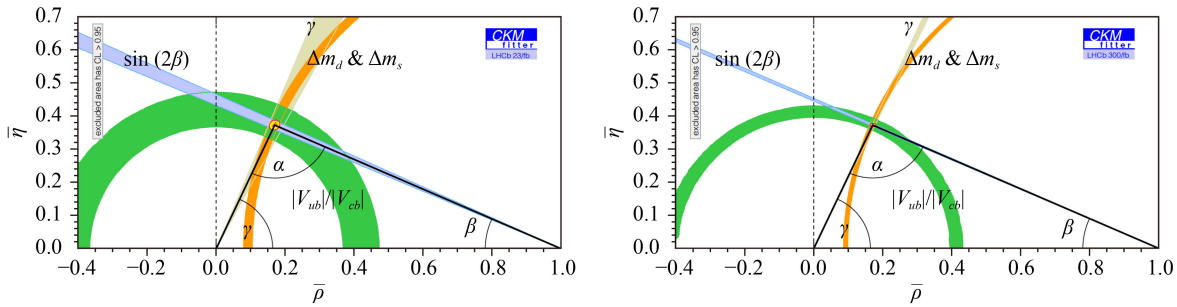 0.7
0.6
0.5
0.4
0.3
0.2
0.1
0.0
η̅
excluded area has CL > 0.95
sin (2β)
γ
Δm_d & Δm_s
CKM
fitter
LHCb 23/fb
α
|V_ub|/|V_cb|
γ
β
−0.4
−0.2
0.0
0.2
0.4
0.6
0.8
1.0
ρ̅
0.7
0.6
0.5
0.4
0.3
0.2
0.1
0.0
η̅
excluded area has CL > 0.95
sin (2β)
γ
Δm_d & Δm_s
CKM
fitter
LHCb 300/fb
α
|V_ub|/|V_cb|
γ
β
−0.4
−0.2
0.0
0.2
0.4
0.6
0.8
1.0
ρ̅